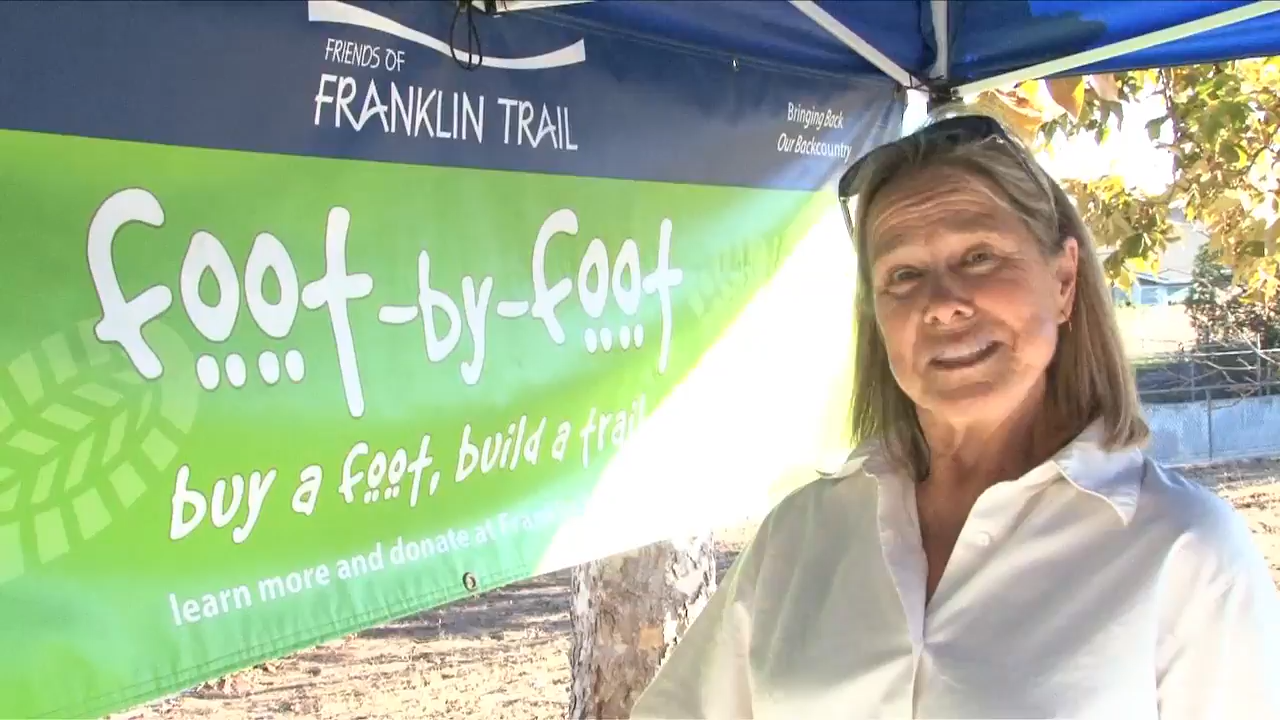 FRIENDS OF
FRANKLIN TRAIL
Bringing Back
Our Backcountry
foot-by-foot
buy a foot, build a trail
learn more and donate at